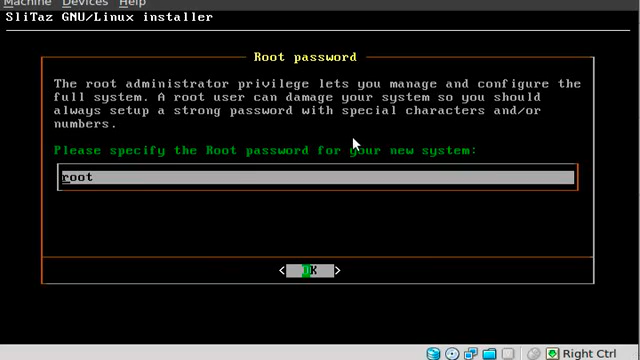 Machine Devices Help
SliTaz GNU/Linux installer
Root password
The root administrator privilege lets you manage and configure the
full system. A root user can damage your system so you should
always setup a strong password with special characters and/or
numbers.
Please specify the Root password for your new system:
root
< OK >
Right Ctrl